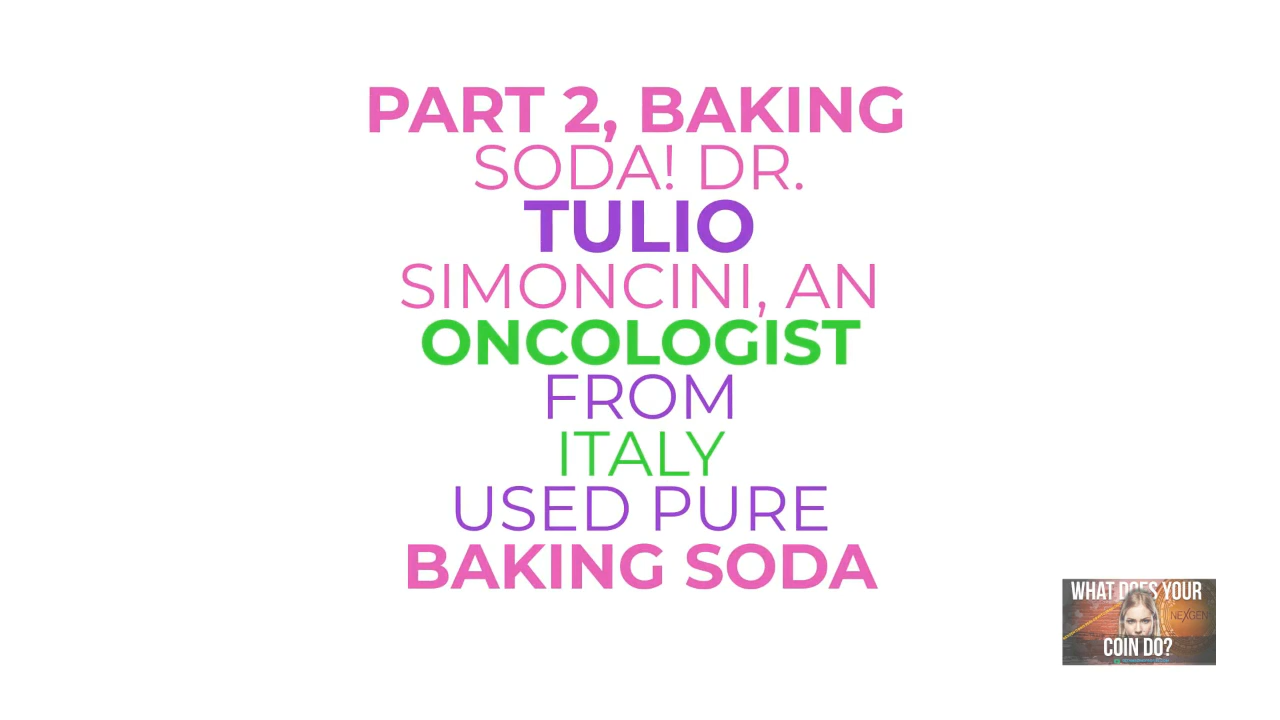 PART 2, BAKING
SODA! DR.
TULIO
SIMONCINI, AN
ONCOLOGIST
FROM
ITALY
USED PURE
BAKING SODA
WHAT DOES YOUR
NEXGEN
COIN DO?